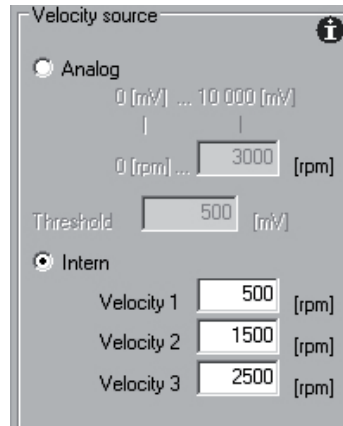 Velocity source
i
Analog
0 [mV] ... 10 000 [mV]
| |
0 [rpm] ... 3000 [rpm]
Threshold 500 [mV]
Intern
Velocity 1 500 [rpm]
Velocity 2 1500 [rpm]
Velocity 3 2500 [rpm]